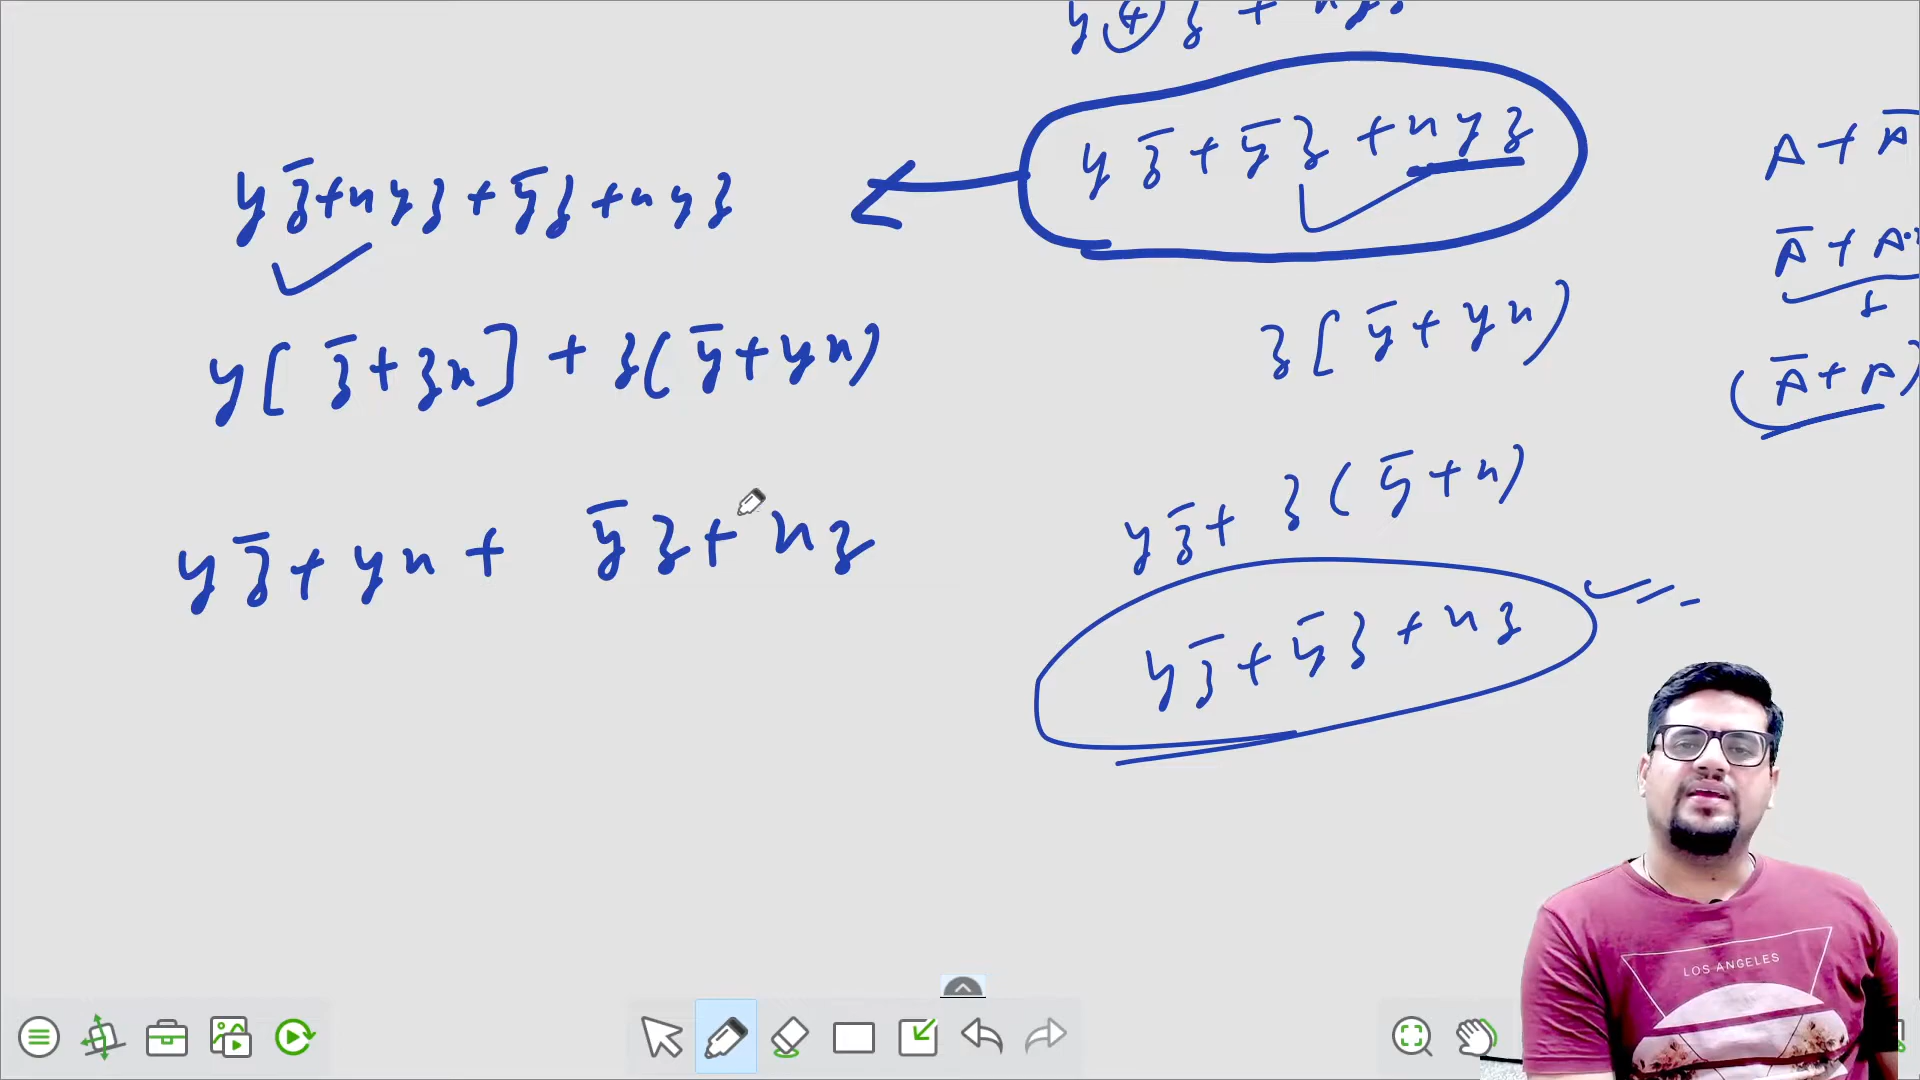 yz̄+xyz+ȳz+xyz
y[z̄+zx]+z(ȳ+yx)
yz̄+yx+ȳz+xz
yz̄+ȳz+xyz
z[ȳ+yx)
yz̄+z(ȳ+x)
yz̄+ȳz+xz
A+Ā
Ā+A·
(Ā+A)
LOS ANGELES